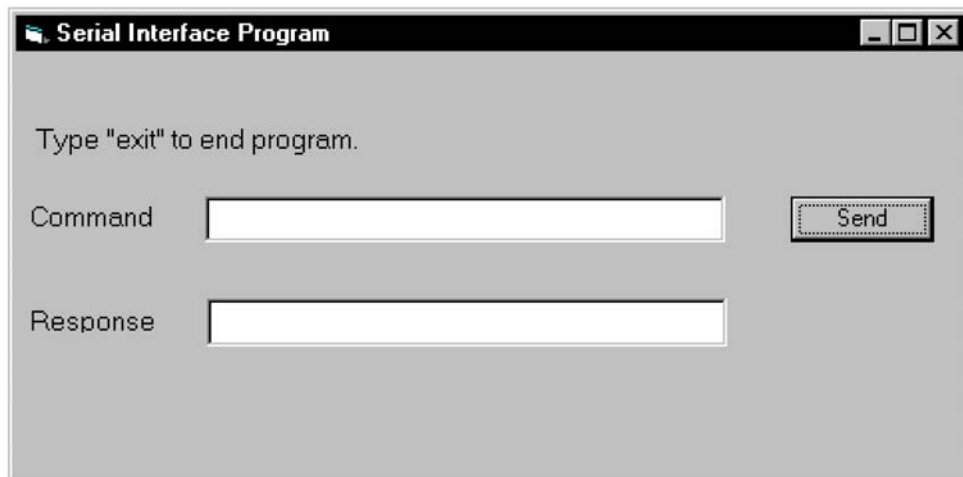 Serial Interface Program
Type "exit" to end program.
Command
Send
Response